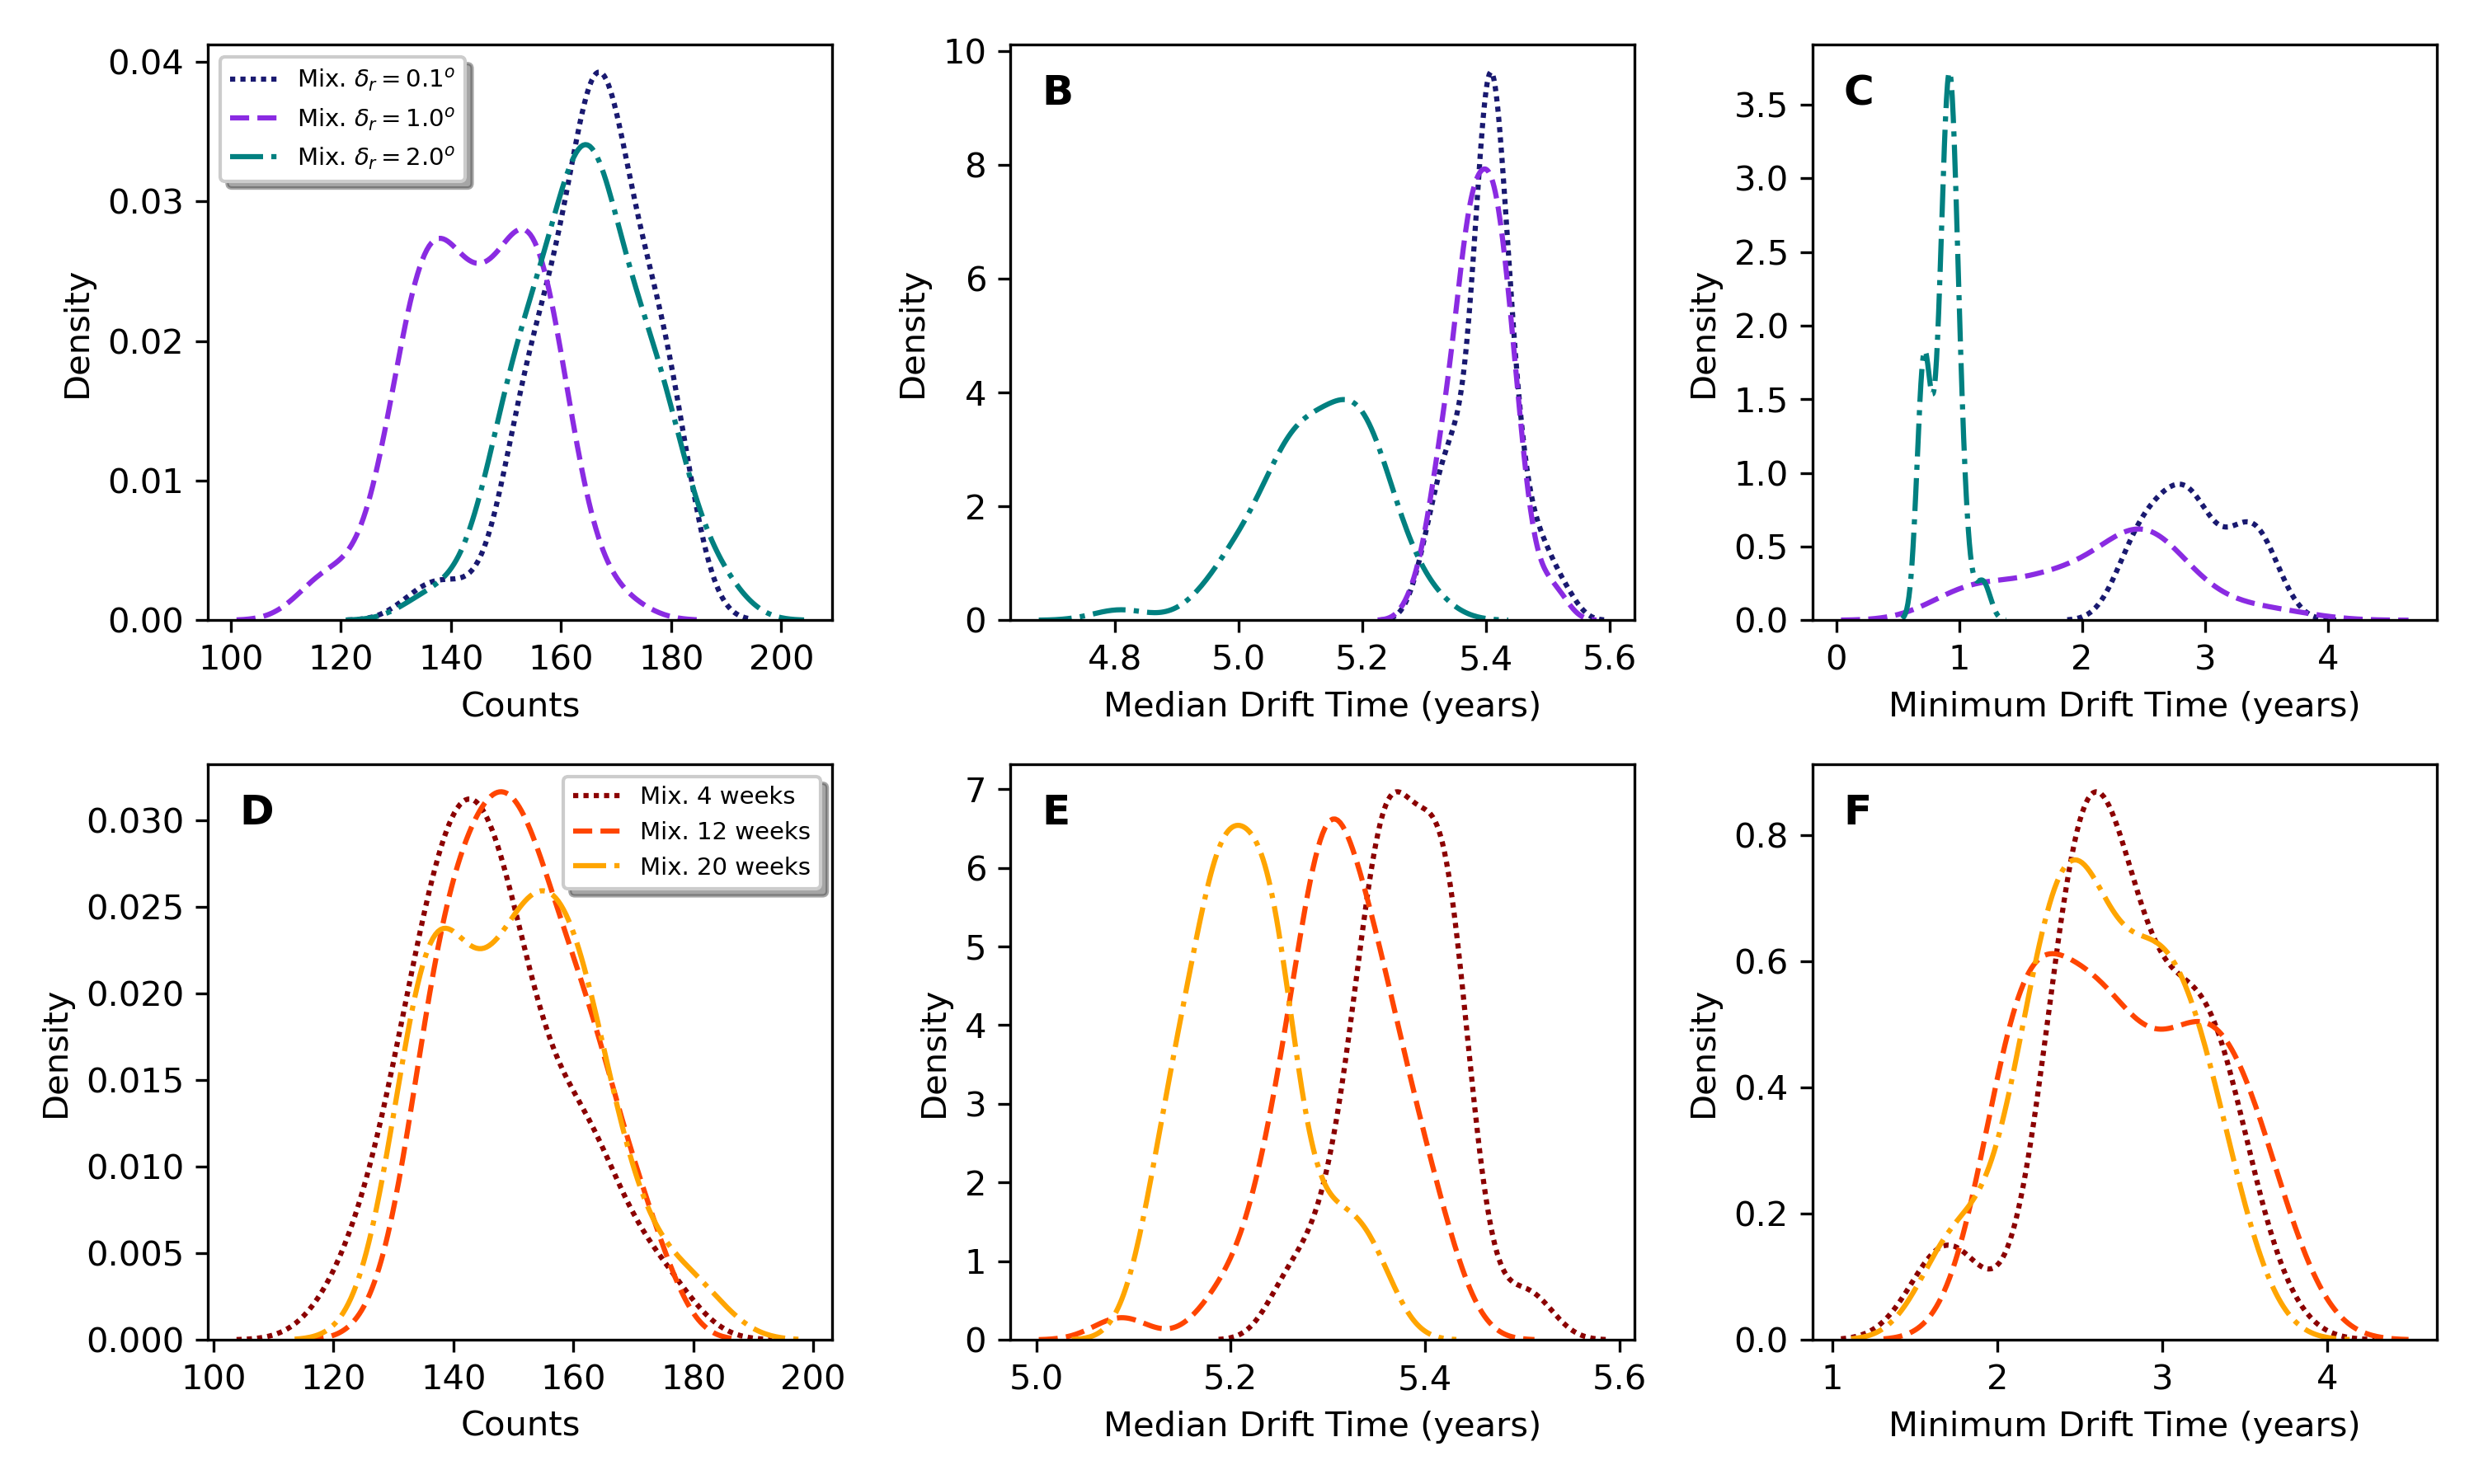 0.04
0.03
0.02
0.01
0.00
Density
Mix. δr = 0.1o
Mix. δr = 1.0o
Mix. δr = 2.0o
100 120 140 160 180 200
Counts
B
10
8
6
4
2
0
Density
4.8 5.0 5.2 5.4 5.6
Median Drift Time (years)
C
3.5
3.0
2.5
2.0
1.5
1.0
0.5
0.0
Density
0 1 2 3 4
Minimum Drift Time (years)
D
0.030
0.025
0.020
0.015
0.010
0.005
0.000
Density
Mix. 4 weeks
Mix. 12 weeks
Mix. 20 weeks
100 120 140 160 180 200
Counts
E
7
6
5
4
3
2
1
0
Density
5.0 5.2 5.4 5.6
Median Drift Time (years)
F
0.8
0.6
0.4
0.2
0.0
Density
1 2 3 4
Minimum Drift Time (years)